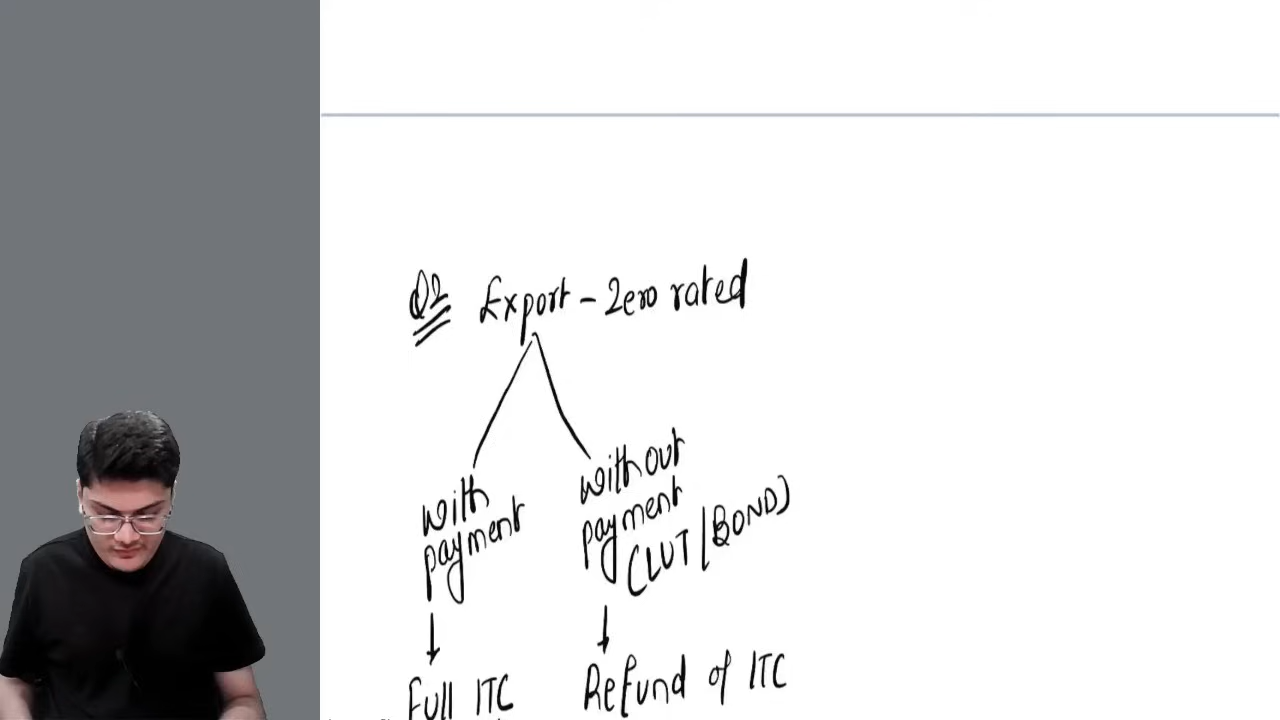 Q2 Export - Zero rated
with
payment
without
payment
(LUT/BOND)
Full ITC
Refund of ITC